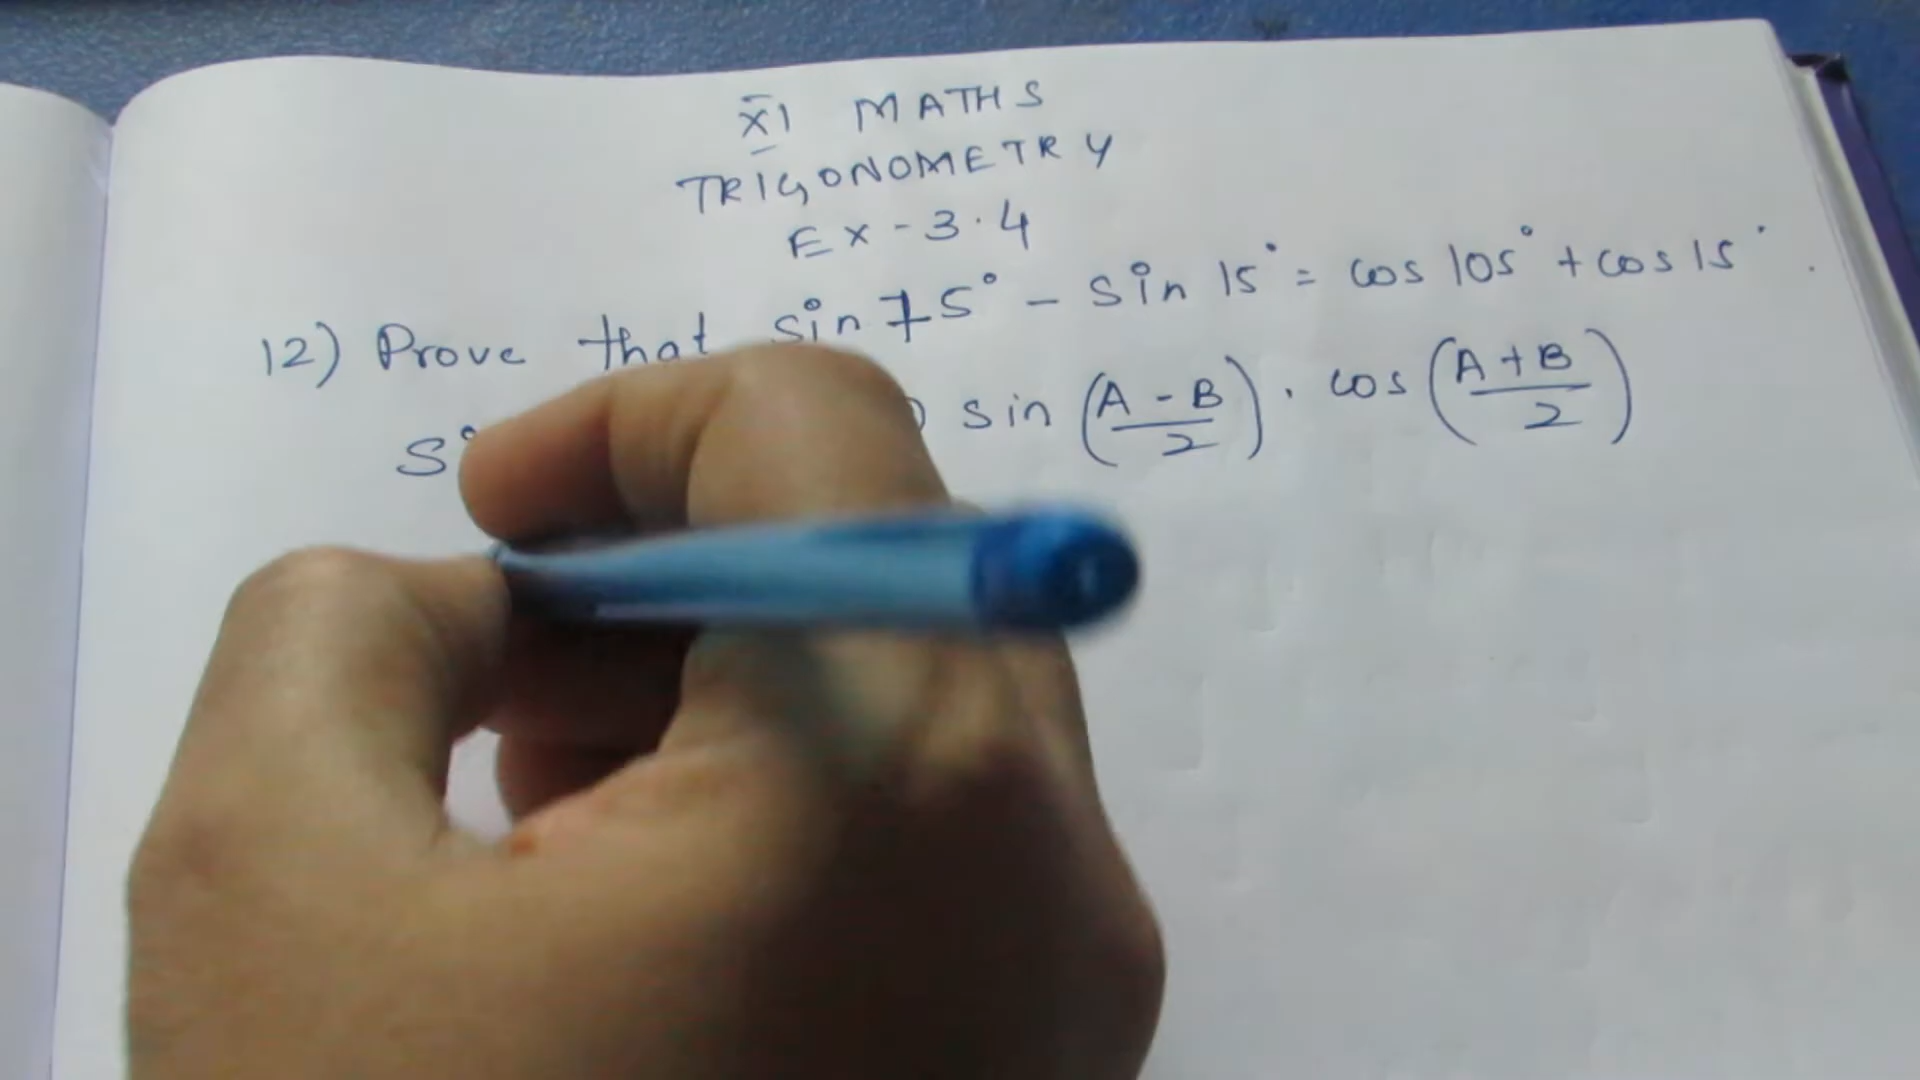 XI MATHS
TRIGONOMETRY
EX - 3.4
12) Prove that sin 75° - sin 15° = cos 105° + cos 15°.
sin (A - B / 2) . cos (A + B / 2)